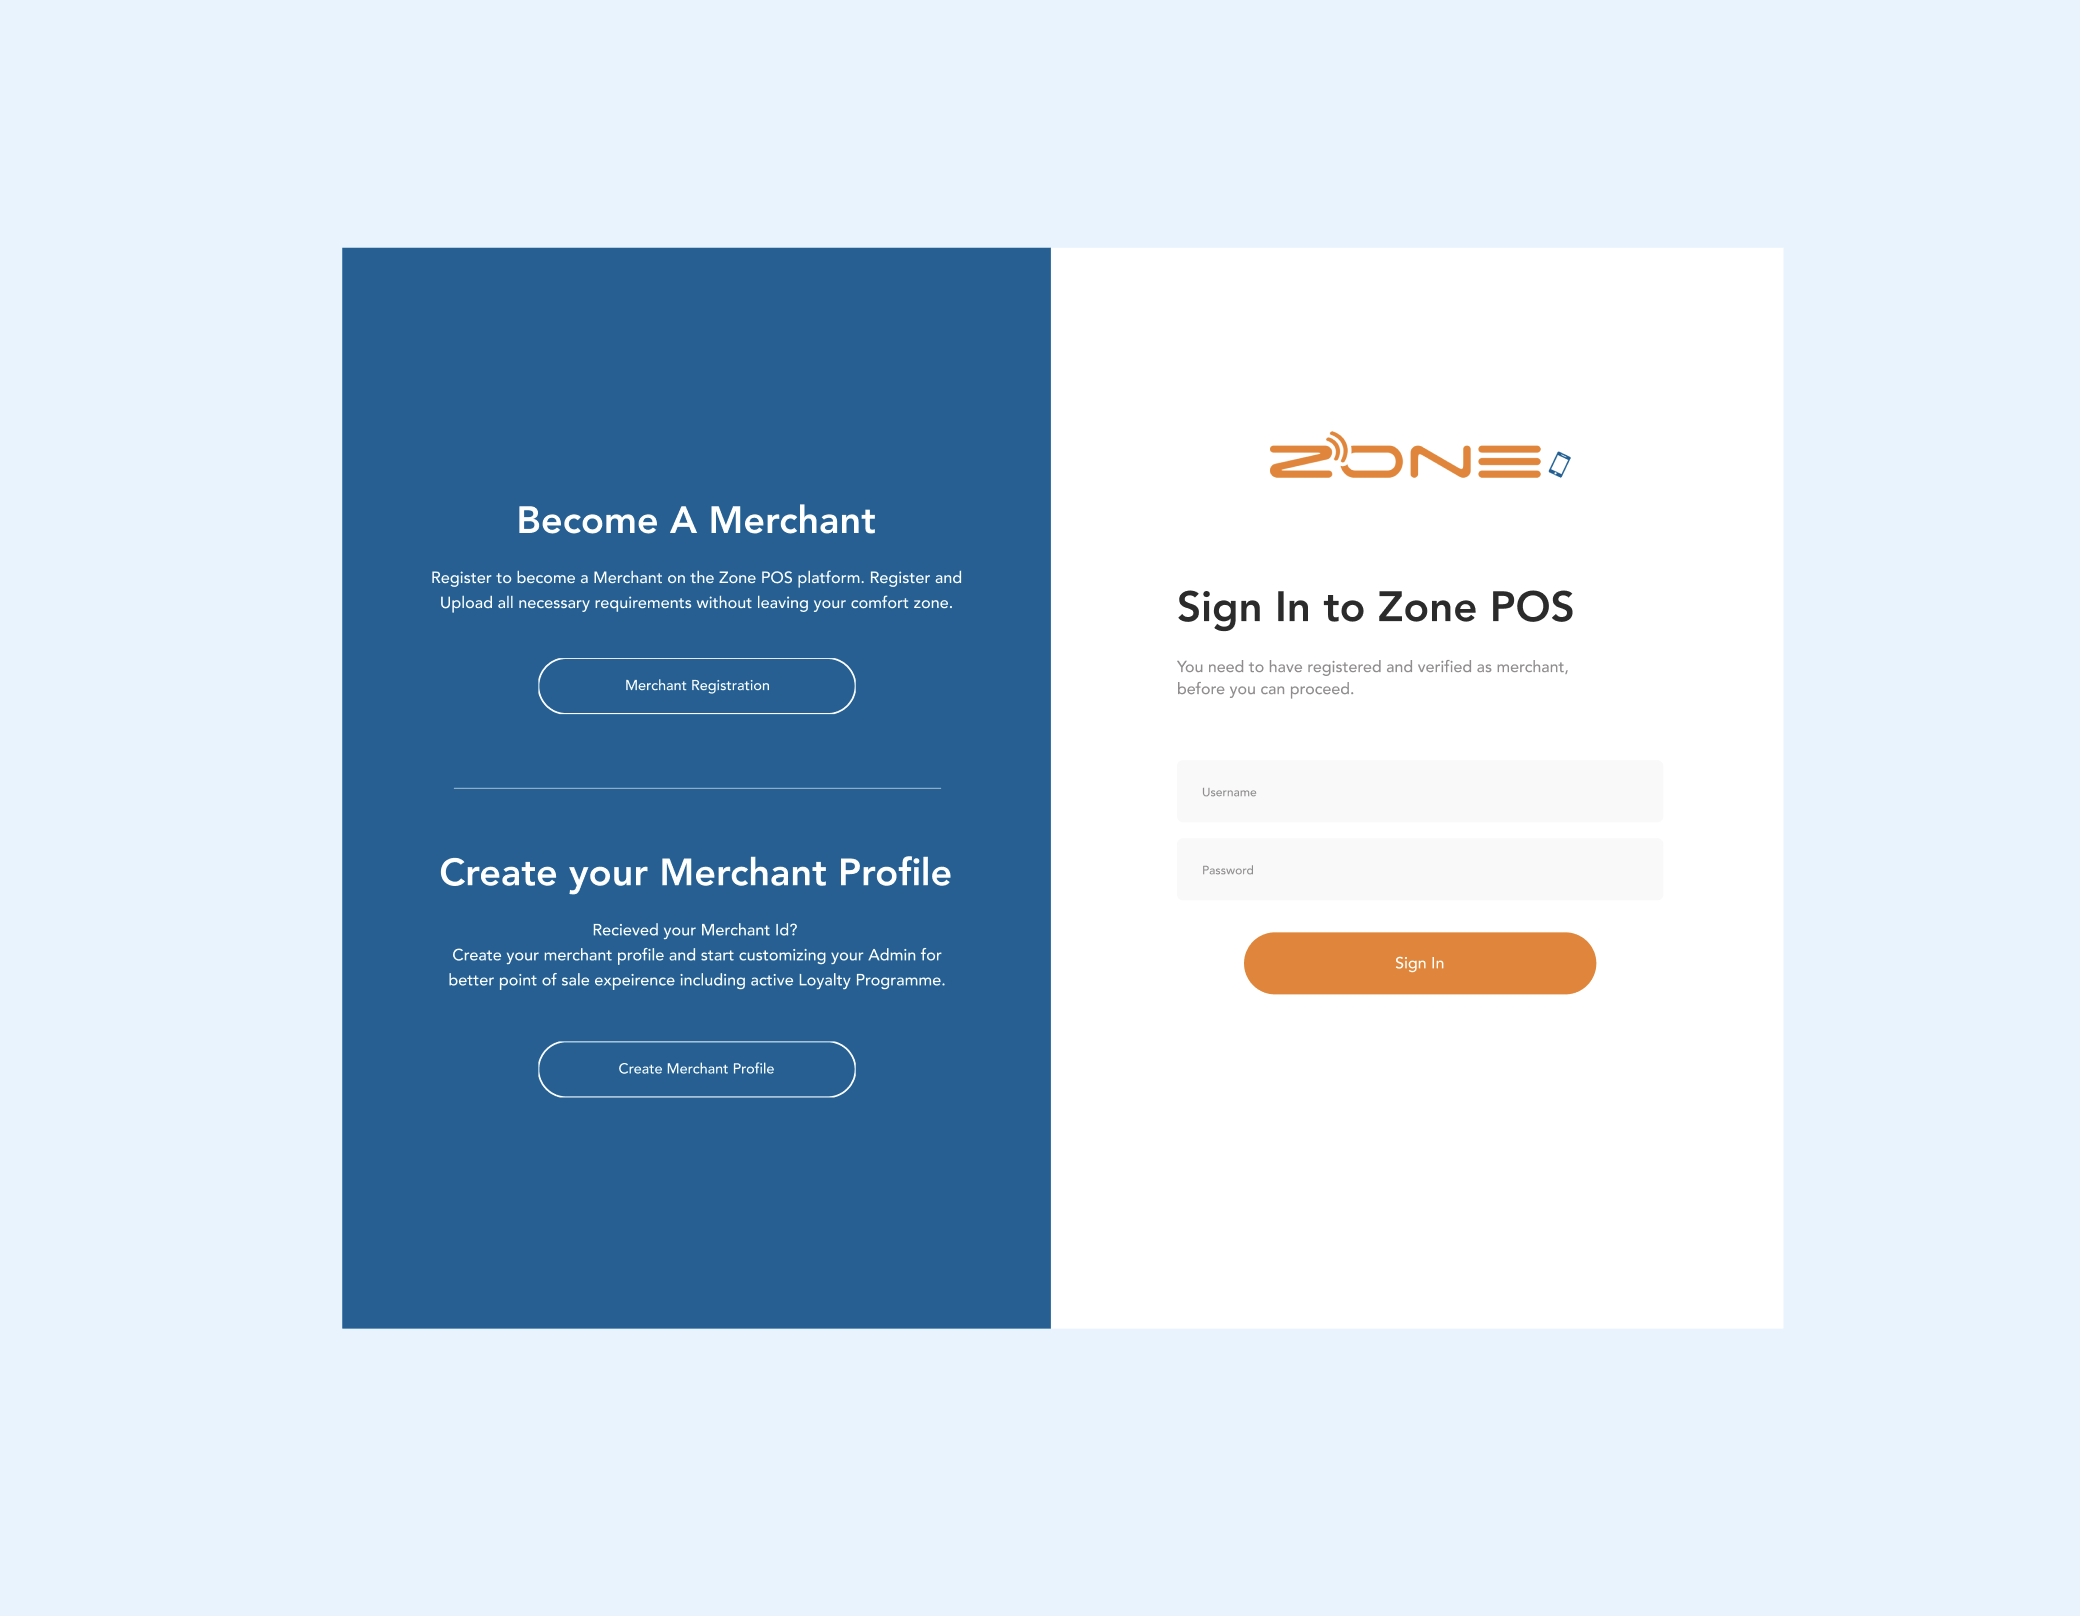 Become A Merchant
Register to become a Merchant on the Zone POS platform. Register and
Upload all necessary requirements without leaving your comfort zone.
Merchant Registration
Create your Merchant Profile
Recieved your Merchant Id?
Create your merchant profile and start customizing your Admin for
better point of sale expeirence including active Loyalty Programme.
Create Merchant Profile
ZONE
Sign In to Zone POS
You need to have registered and verified as merchant,
before you can proceed.
Username
Password
Sign In